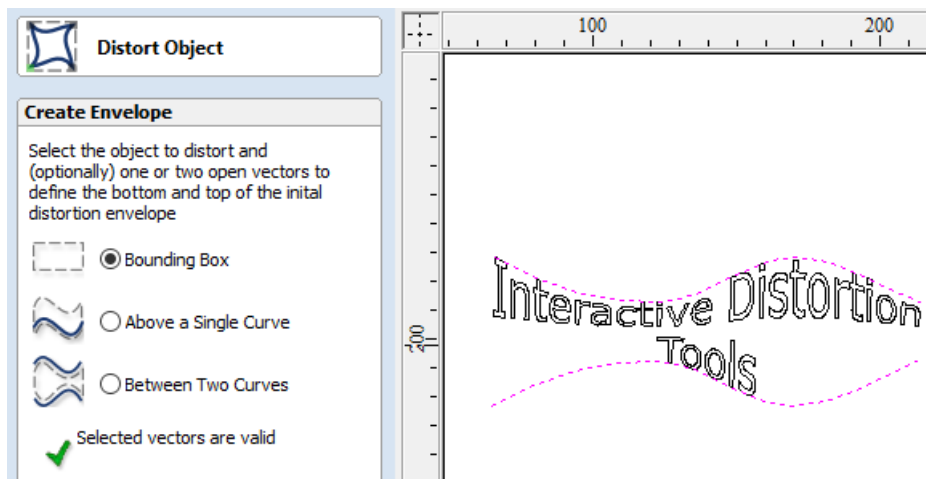 Distort Object
Create Envelope
Select the object to distort and
(optionally) one or two open vectors to
define the bottom and top of the inital
distortion envelope
Bounding Box
Above a Single Curve
Between Two Curves
Selected vectors are valid
100
200
200
Interactive Distortion
Tools